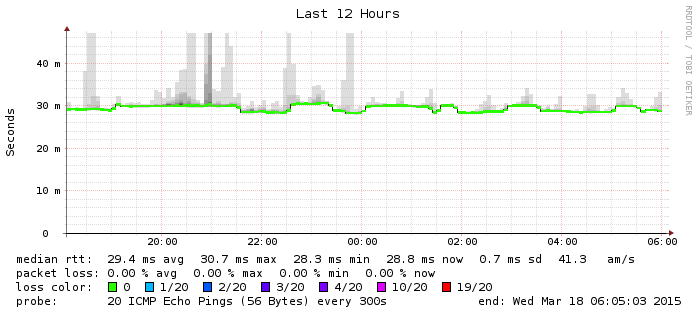 Last 12 Hours
RRDTOOL / TOBI OETIKER
Seconds
40 m
30 m
20 m
10 m
0
20:00 22:00 00:00 02:00 04:00 06:00
median rtt: 29.4 ms avg 30.7 ms max 28.3 ms min 28.8 ms now 0.7 ms sd 41.3 am/s
packet loss: 0.00 % avg 0.00 % max 0.00 % min 0.00 % now
loss color: 0 1/20 2/20 3/20 4/20 10/20 19/20
probe: 20 ICMP Echo Pings (56 Bytes) every 300s end: Wed Mar 18 06:05:03 2015